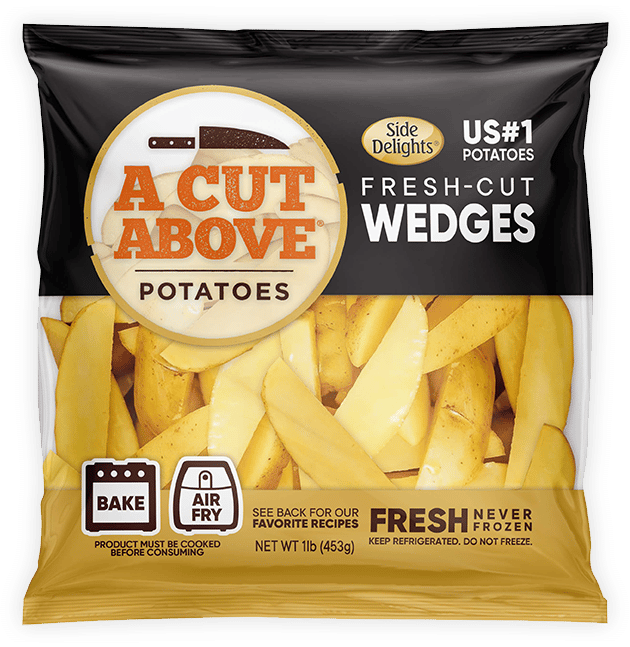 A CUT
ABOVE®
POTATOES
Side
Delights®
US#1
POTATOES
FRESH-CUT
WEDGES
BAKE
AIR
FRY
PRODUCT MUST BE COOKED
BEFORE CONSUMING
SEE BACK FOR OUR
FAVORITE RECIPES
NET WT 1lb (453g)
FRESH NEVER
FROZEN
KEEP REFRIGERATED. DO NOT FREEZE.